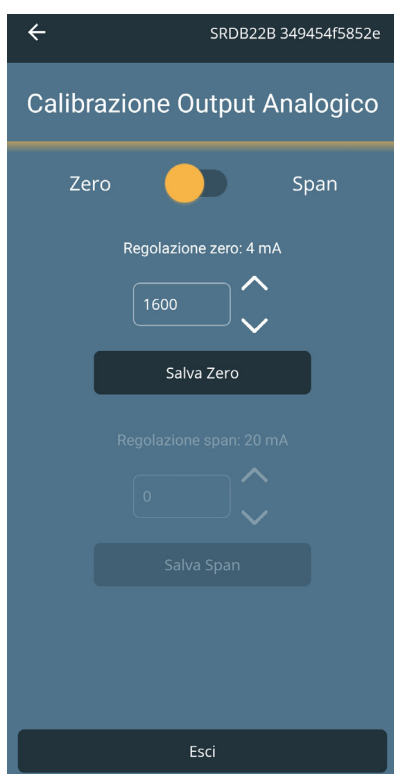 SRDB22B 349454f5852e
Calibrazione Output Analogico
Zero Span
Regolazione zero: 4 mA
1600
Salva Zero
Regolazione span: 20 mA
0
Salva Span
Esci